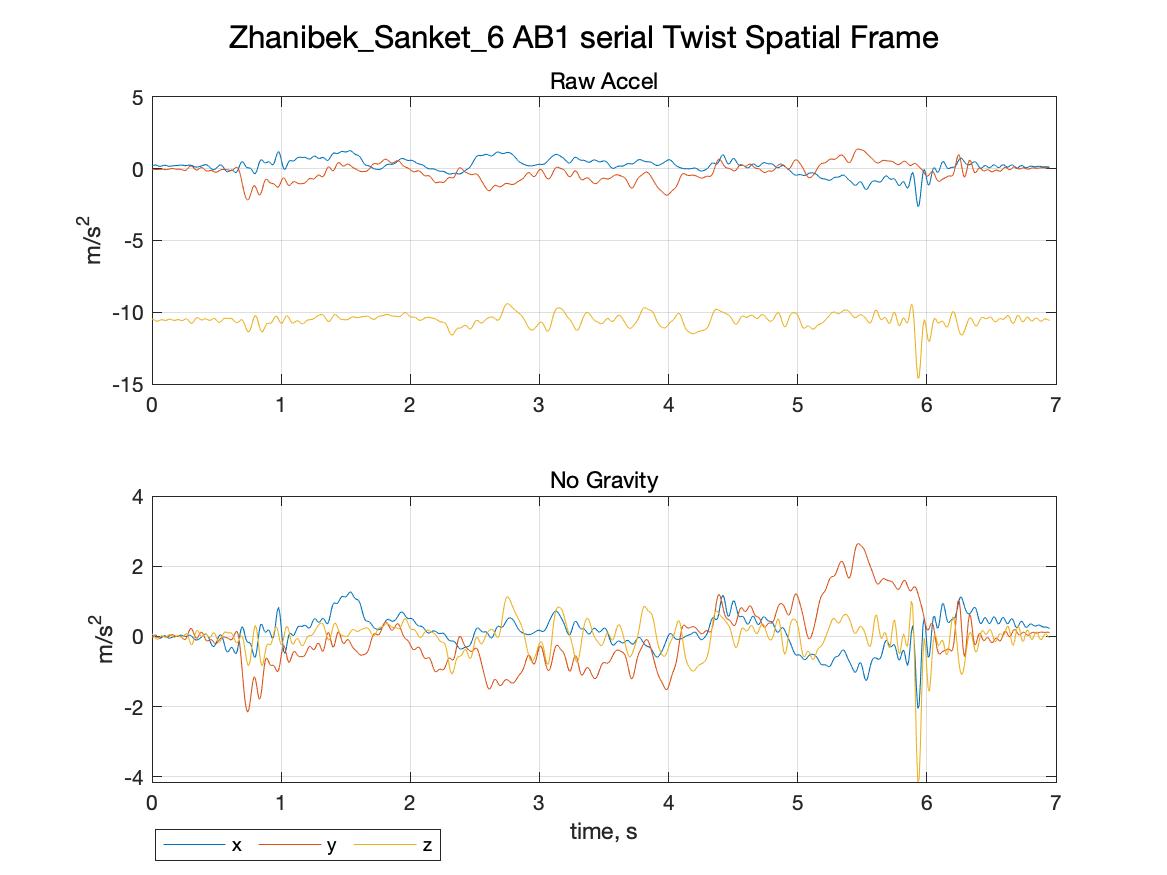 Zhanibek_Sanket_6 AB1 serial Twist Spatial Frame
Raw Accel
5
0
-5
-10
-15
m/s²
0 1 2 3 4 5 6 7
No Gravity
4
2
0
-2
-4
m/s²
0 1 2 3 4 5 6 7
time, s
x y z